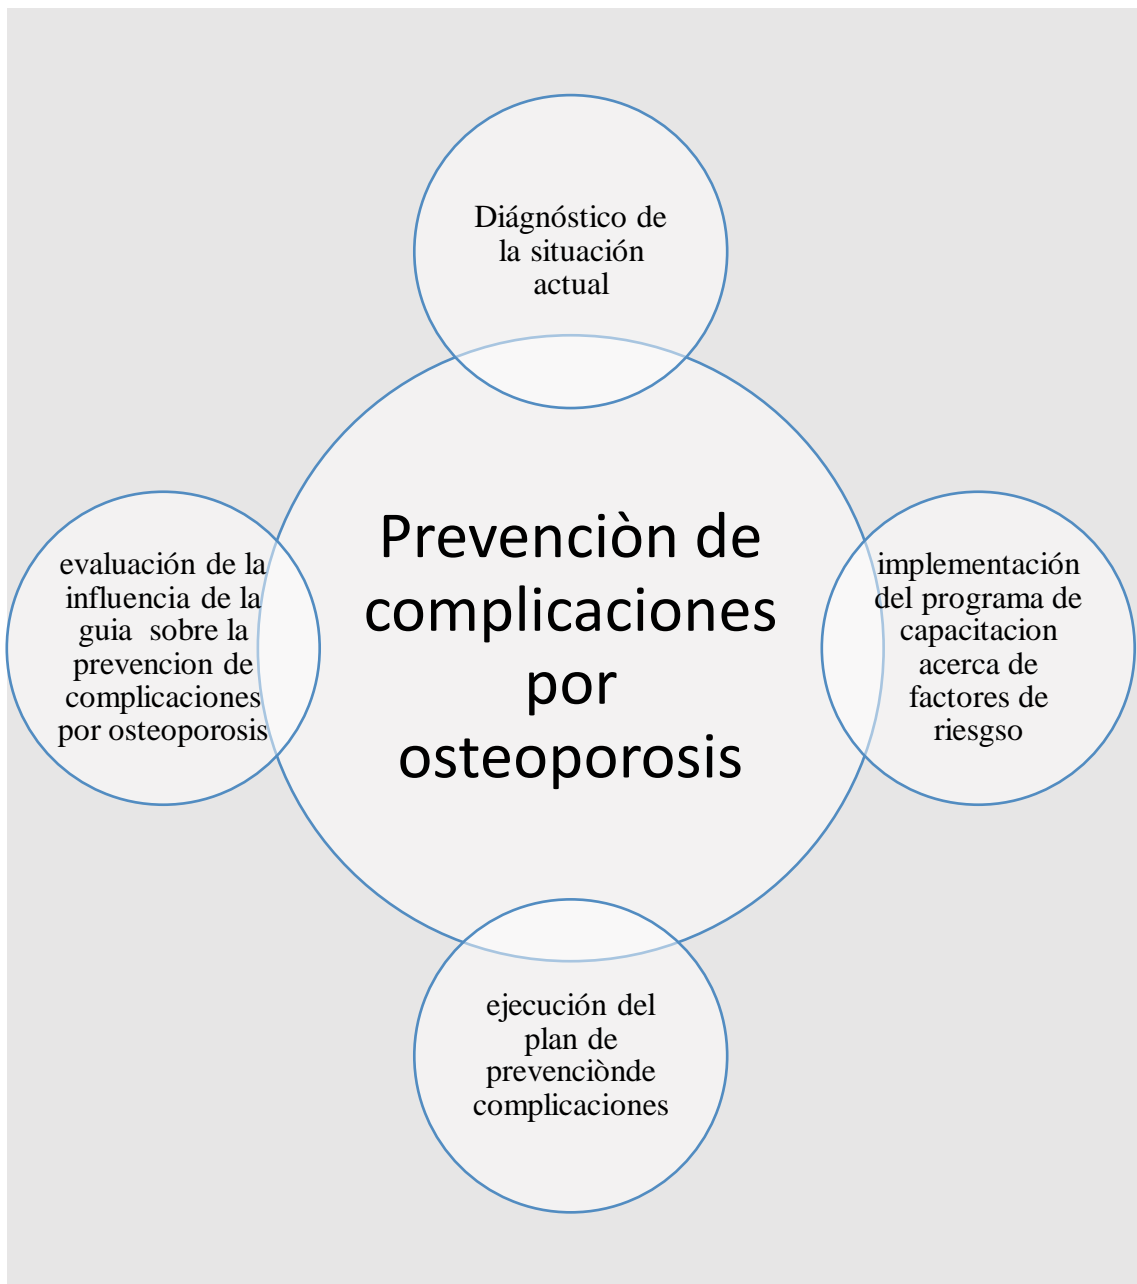 Diágnóstico de
la situación
actual
Prevenciòn de
complicaciones
por
osteoporosis
evaluación de la
influencia de la
guia sobre la
prevencion de
complicaciones
por osteoporosis
implementación
del programa de
capacitacion
acerca de
factores de
riesgso
ejecución del
plan de
prevenciònde
complicaciones